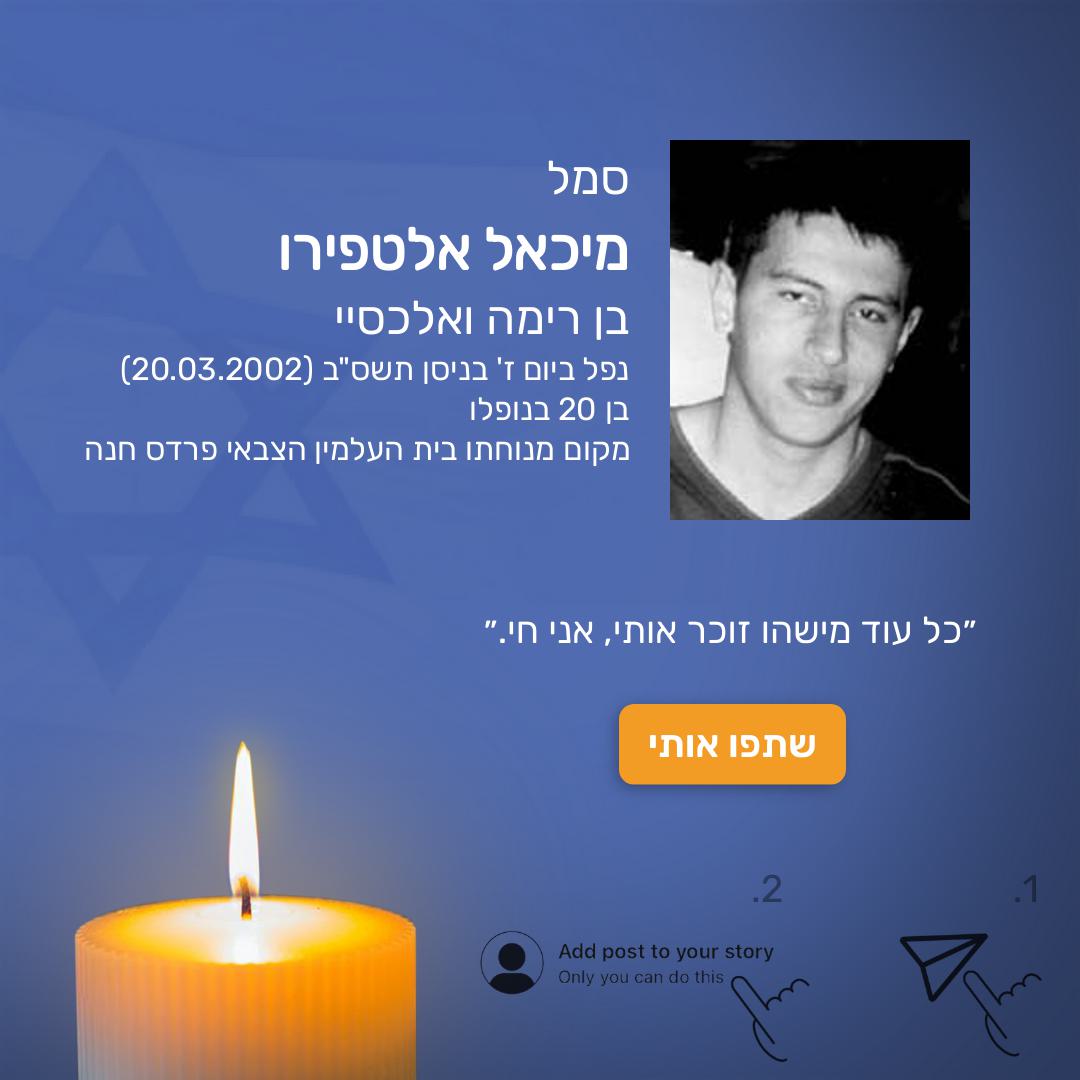 סמל
מיכאל אלטפירו
בן רימה ואלכסיי
נפל ביום ז' בניסן תשס"ב (20.03.2002)
בן 20 בנופלו
מקום מנוחתו בית העלמין הצבאי פרדס חנה
״כל עוד מישהו זוכר אותי, אני חי.״
שתפו אותי
.1
.2
Add post to your story
Only you can do this